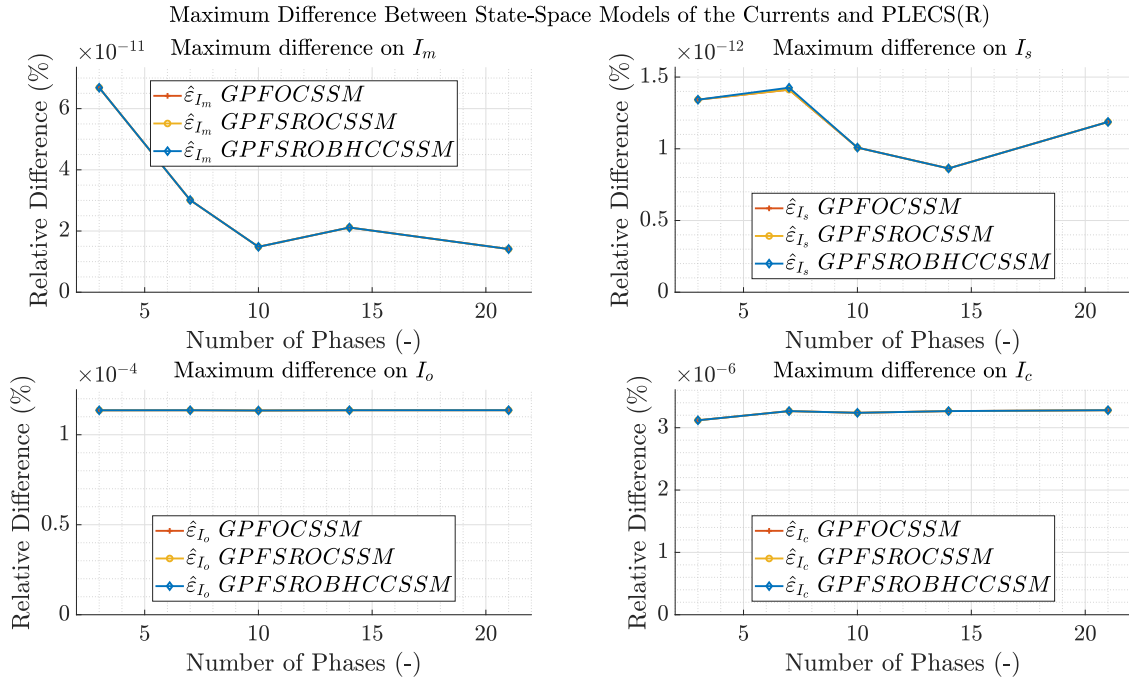 Maximum Difference Between State-Space Models of the Currents and PLECS(R)
Maximum difference on I_m
×10^-11
Relative Difference (%)
6
4
2
0
5 10 15 20
Number of Phases (-)
ε̂_{I_m} GPFOCSSM
ε̂_{I_m} GPFSROCSSM
ε̂_{I_m} GPFSROBHCCSSM
Maximum difference on I_s
×10^-12
Relative Difference (%)
1.5
1
0.5
0
5 10 15 20
Number of Phases (-)
ε̂_{I_s} GPFOCSSM
ε̂_{I_s} GPFSROCSSM
ε̂_{I_s} GPFSROBHCCSSM
Maximum difference on I_o
×10^-4
Relative Difference (%)
1
0.5
0
5 10 15 20
Number of Phases (-)
ε̂_{I_o} GPFOCSSM
ε̂_{I_o} GPFSROCSSM
ε̂_{I_o} GPFSROBHCCSSM
Maximum difference on I_c
×10^-6
Relative Difference (%)
3
2
1
0
5 10 15 20
Number of Phases (-)
ε̂_{I_c} GPFOCSSM
ε̂_{I_c} GPFSROCSSM
ε̂_{I_c} GPFSROBHCCSSM